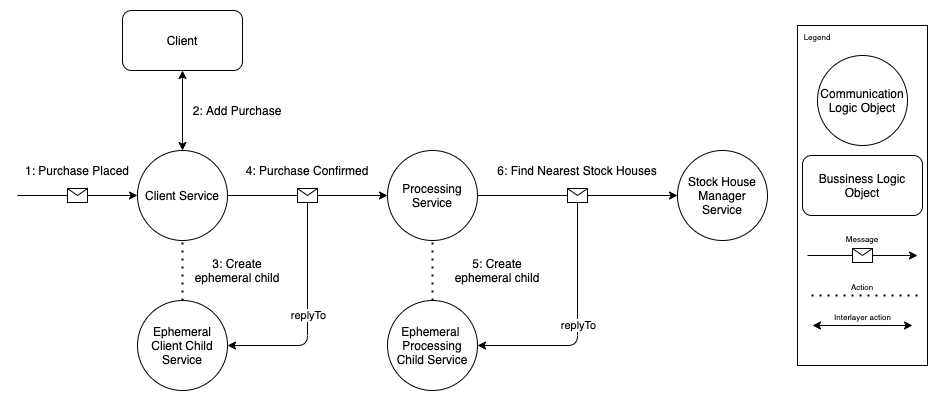 Client
2: Add Purchase
1: Purchase Placed
Client Service
4: Purchase Confirmed
Processing
Service
6: Find Nearest Stock Houses
Stock House
Manager
Service
3: Create
ephemeral child
5: Create
ephemeral child
replyTo
replyTo
Ephemeral
Client Child
Service
Ephemeral
Processing
Child Service
Legend
Communication
Logic Object
Bussiness Logic
Object
Message
Action
Interlayer action